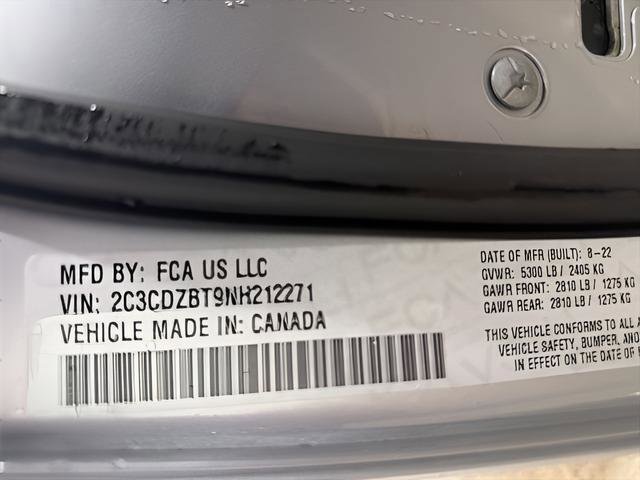 MFD BY: FCA US LLC
VIN: 2C3CDZBT9NH212271
VEHICLE MADE IN: CANADA
DATE OF MFR (BUILT): 8-22
GVWR: 5300 LB / 2405 KG
GAWR FRONT: 2810 LB / 1275 KG
GAWR REAR: 2810 LB / 1275 KG
THIS VEHICLE CONFORMS TO ALL
VEHICLE SAFETY, BUMPER, AND
IN EFFECT ON THE DATE OF